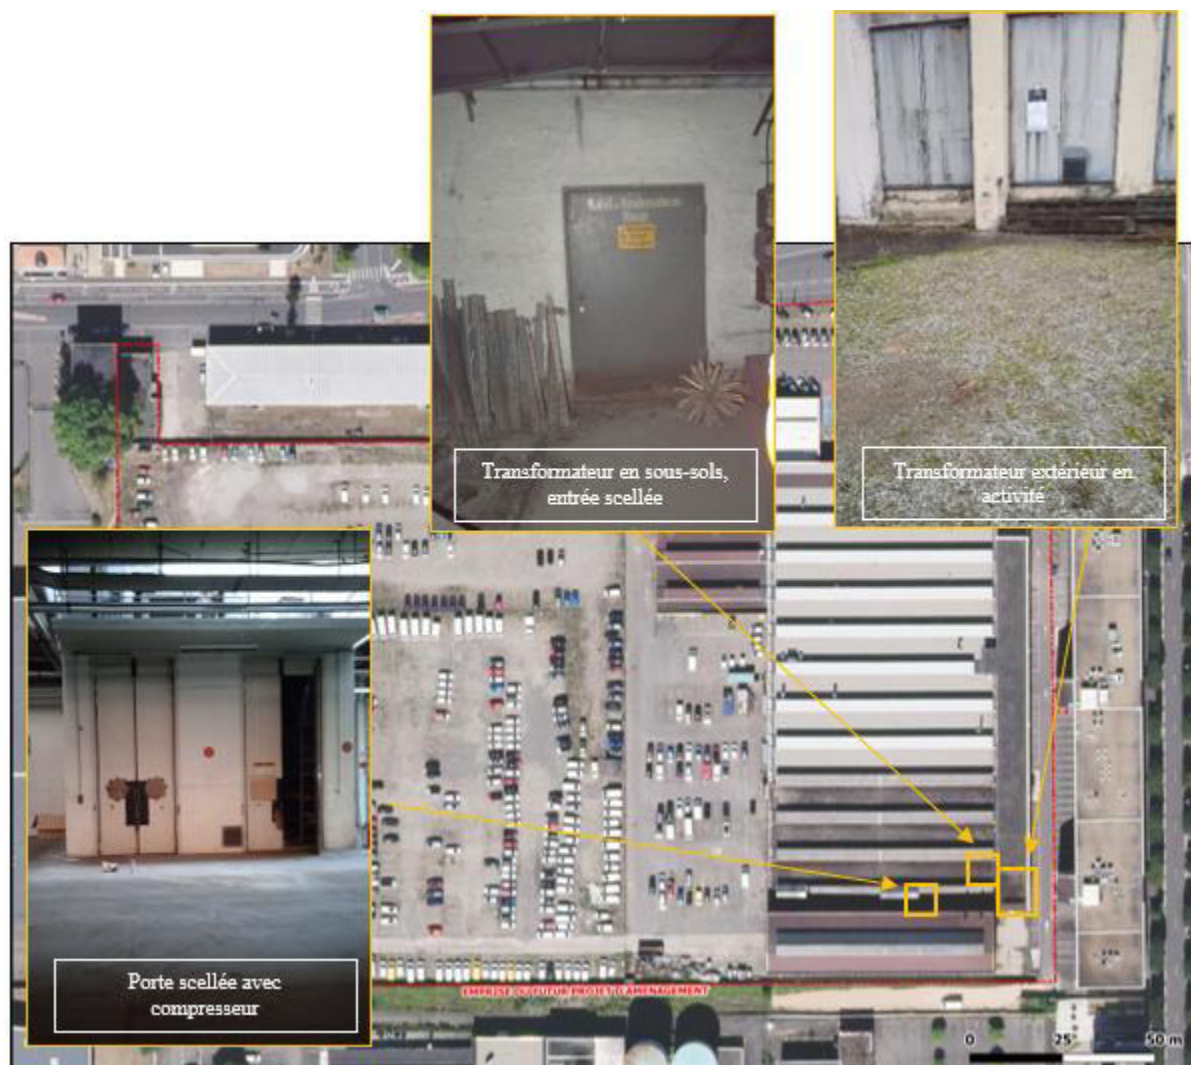 Transformateur en sous-sols,
entrée scellée
Transformateur extérieur en
activité
Porte scellée avec
compresseur
EMPRISE DU FUTUR PROJET D'AMENAGEMENT
0 25 50 m